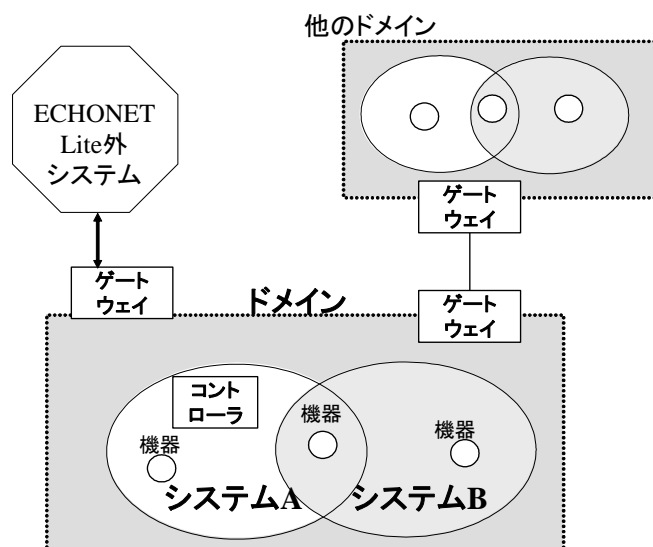 他のドメイン
ECHONET
Lite外
システム
ゲート
ウェイ
ゲート
ウェイ
ドメイン
ゲート
ウェイ
コント
ローラ
機器
機器
機器
システムA
システムB